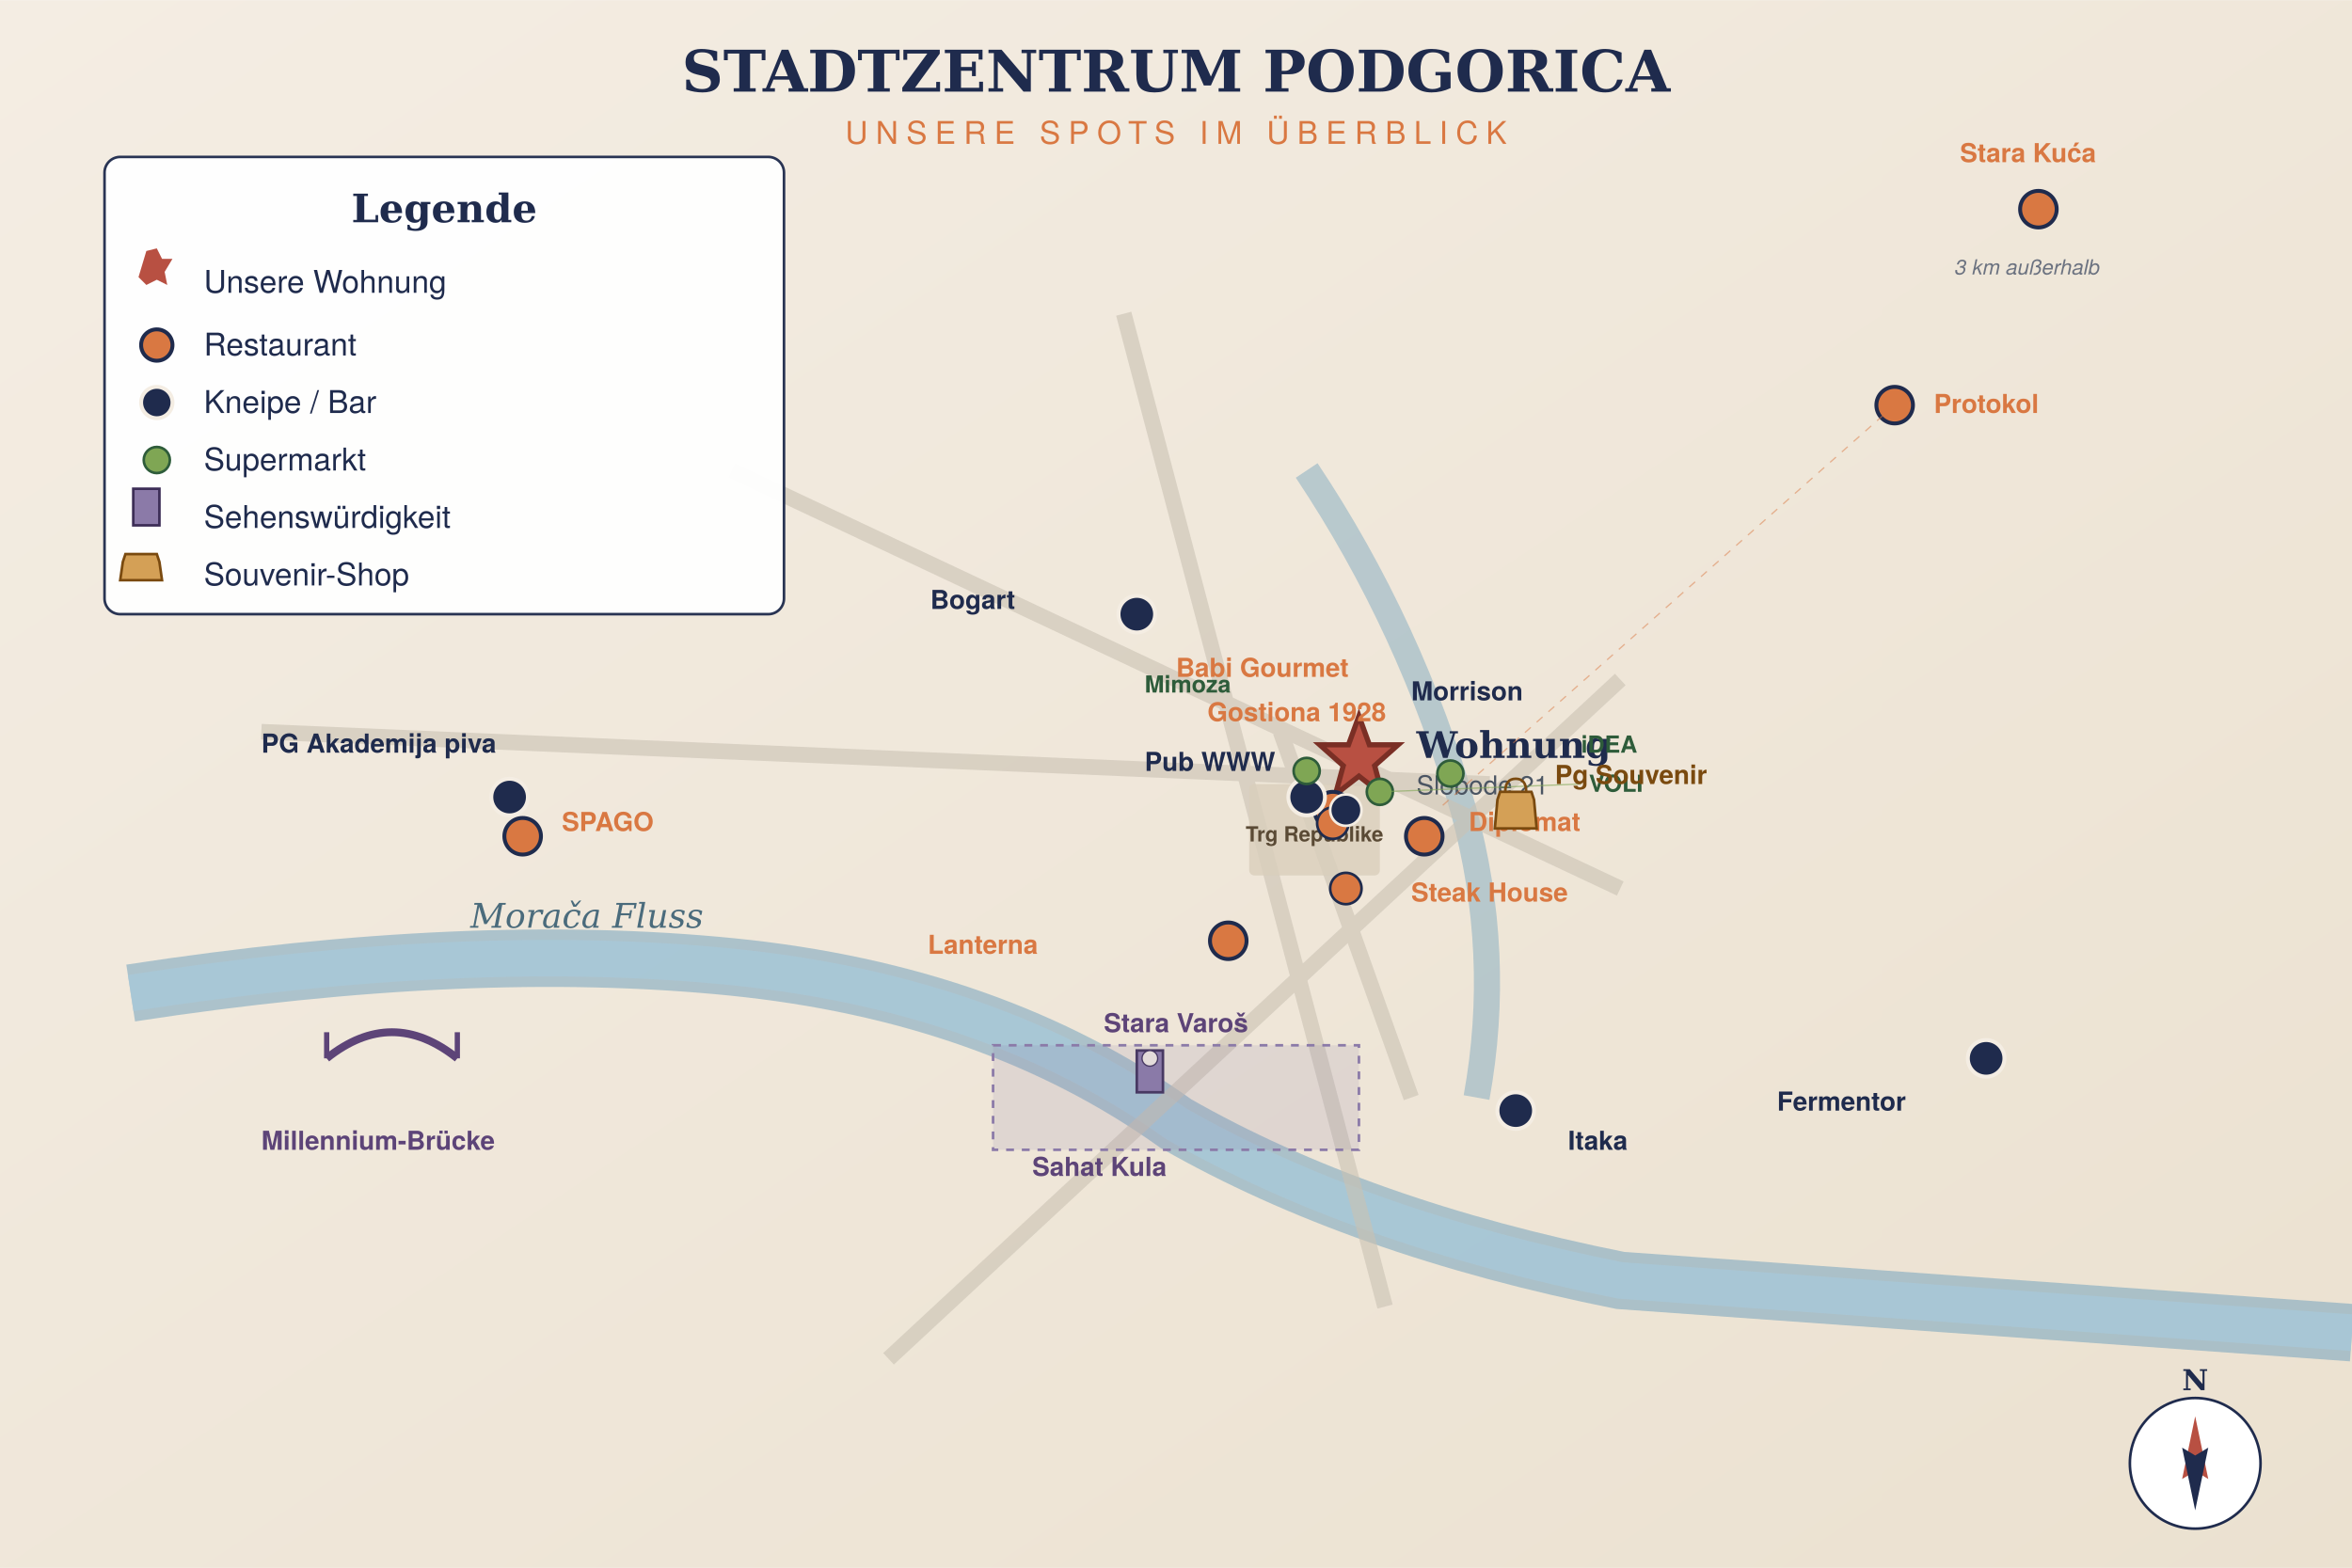 STADTZENTRUM PODGORICA
UNSERE SPOTS IM ÜBERBLICK
Legende
Unsere Wohnung
Restaurant
Kneipe / Bar
Supermarkt
Sehenswürdigkeit
Souvenir-Shop
Stara Kuća
3 km außerhalb
Protokol
Bogart
Babi Gourmet
Mimoza
Morrison
Gostiona 1928
PG Akademija piva
Pub WWW
Wohnung
iDEA
Pg Souvenir
Slobode 21
VOLI
SPAGO
Trg Republike
Diplomat
Steak House
Morača Fluss
Lanterna
Stara Varoš
Fermentor
Itaka
Millennium-Brücke
Sahat Kula
N